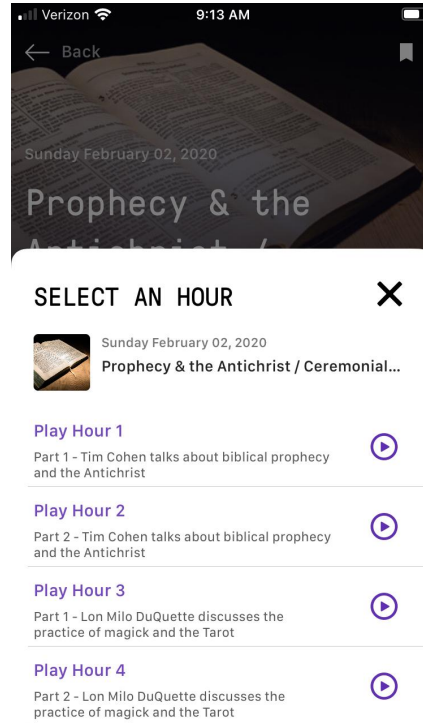 Verizon 9:13 AM
Back
Sunday February 02, 2020
Prophecy & the
Antichrist /
SELECT AN HOUR
Sunday February 02, 2020
Prophecy & the Antichrist / Ceremonial...
Play Hour 1
Part 1 - Tim Cohen talks about biblical prophecy
and the Antichrist
Play Hour 2
Part 2 - Tim Cohen talks about biblical prophecy
and the Antichrist
Play Hour 3
Part 1 - Lon Milo DuQuette discusses the
practice of magick and the Tarot
Play Hour 4
Part 2 - Lon Milo DuQuette discusses the
practice of magick and the Tarot